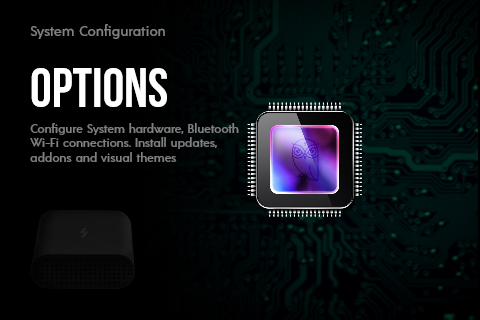 System Configuration
OPTIONS
Configure System hardware, Bluetooth
Wi-Fi connections. Install updates,
addons and visual themes